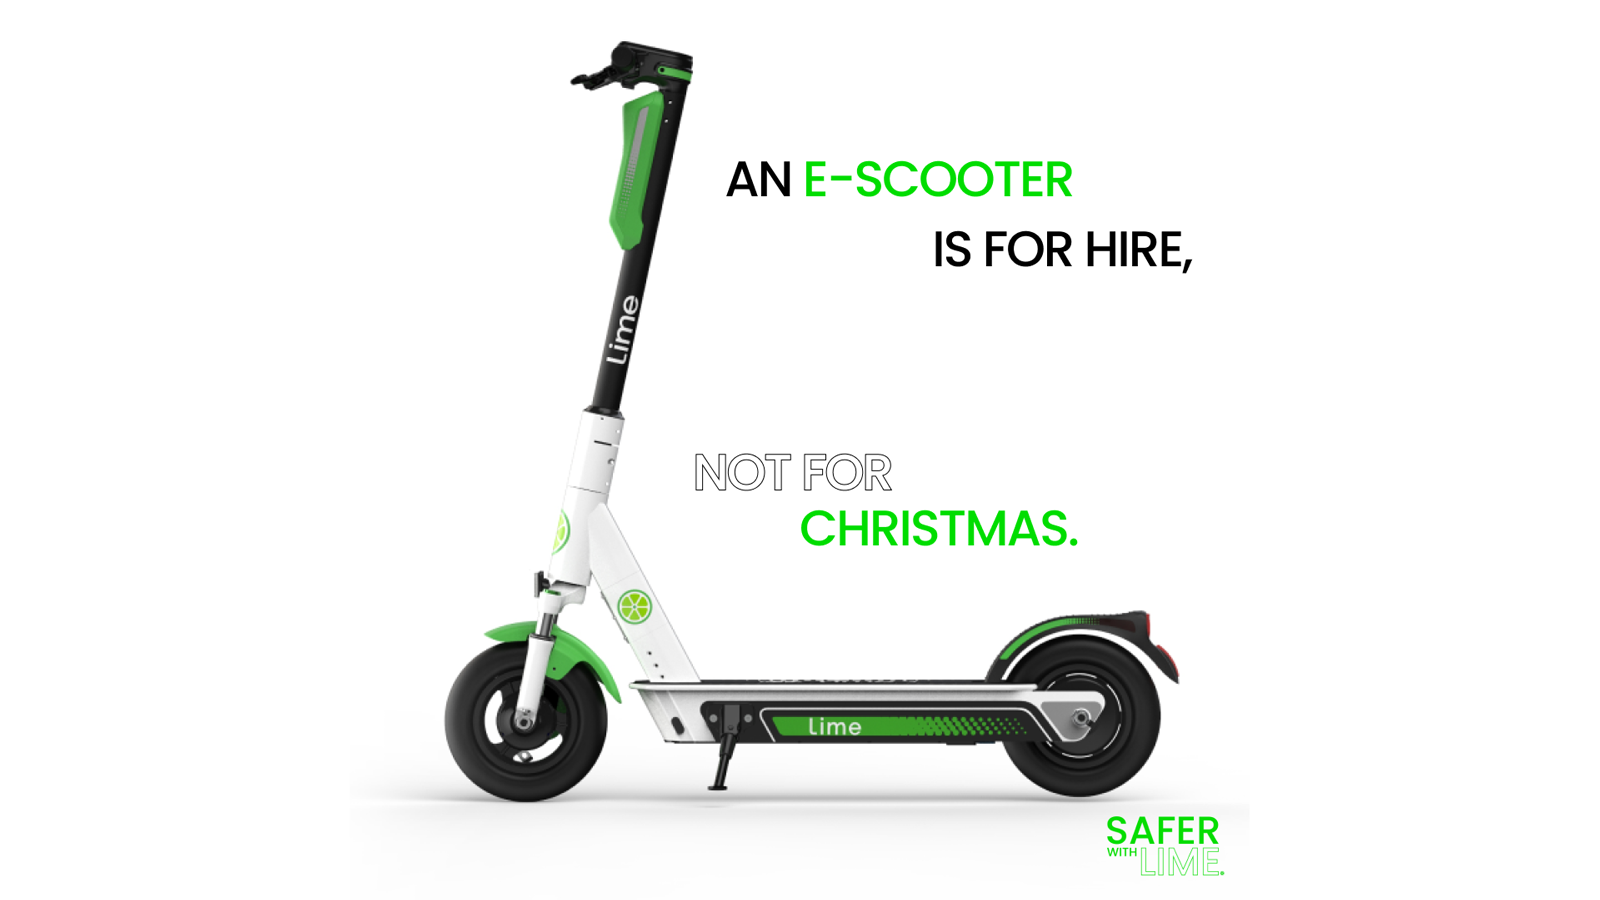 AN E-SCOOTER
IS FOR HIRE,
Lime
NOT FOR
CHRISTMAS.
Lime
SAFER
WITH LIME.